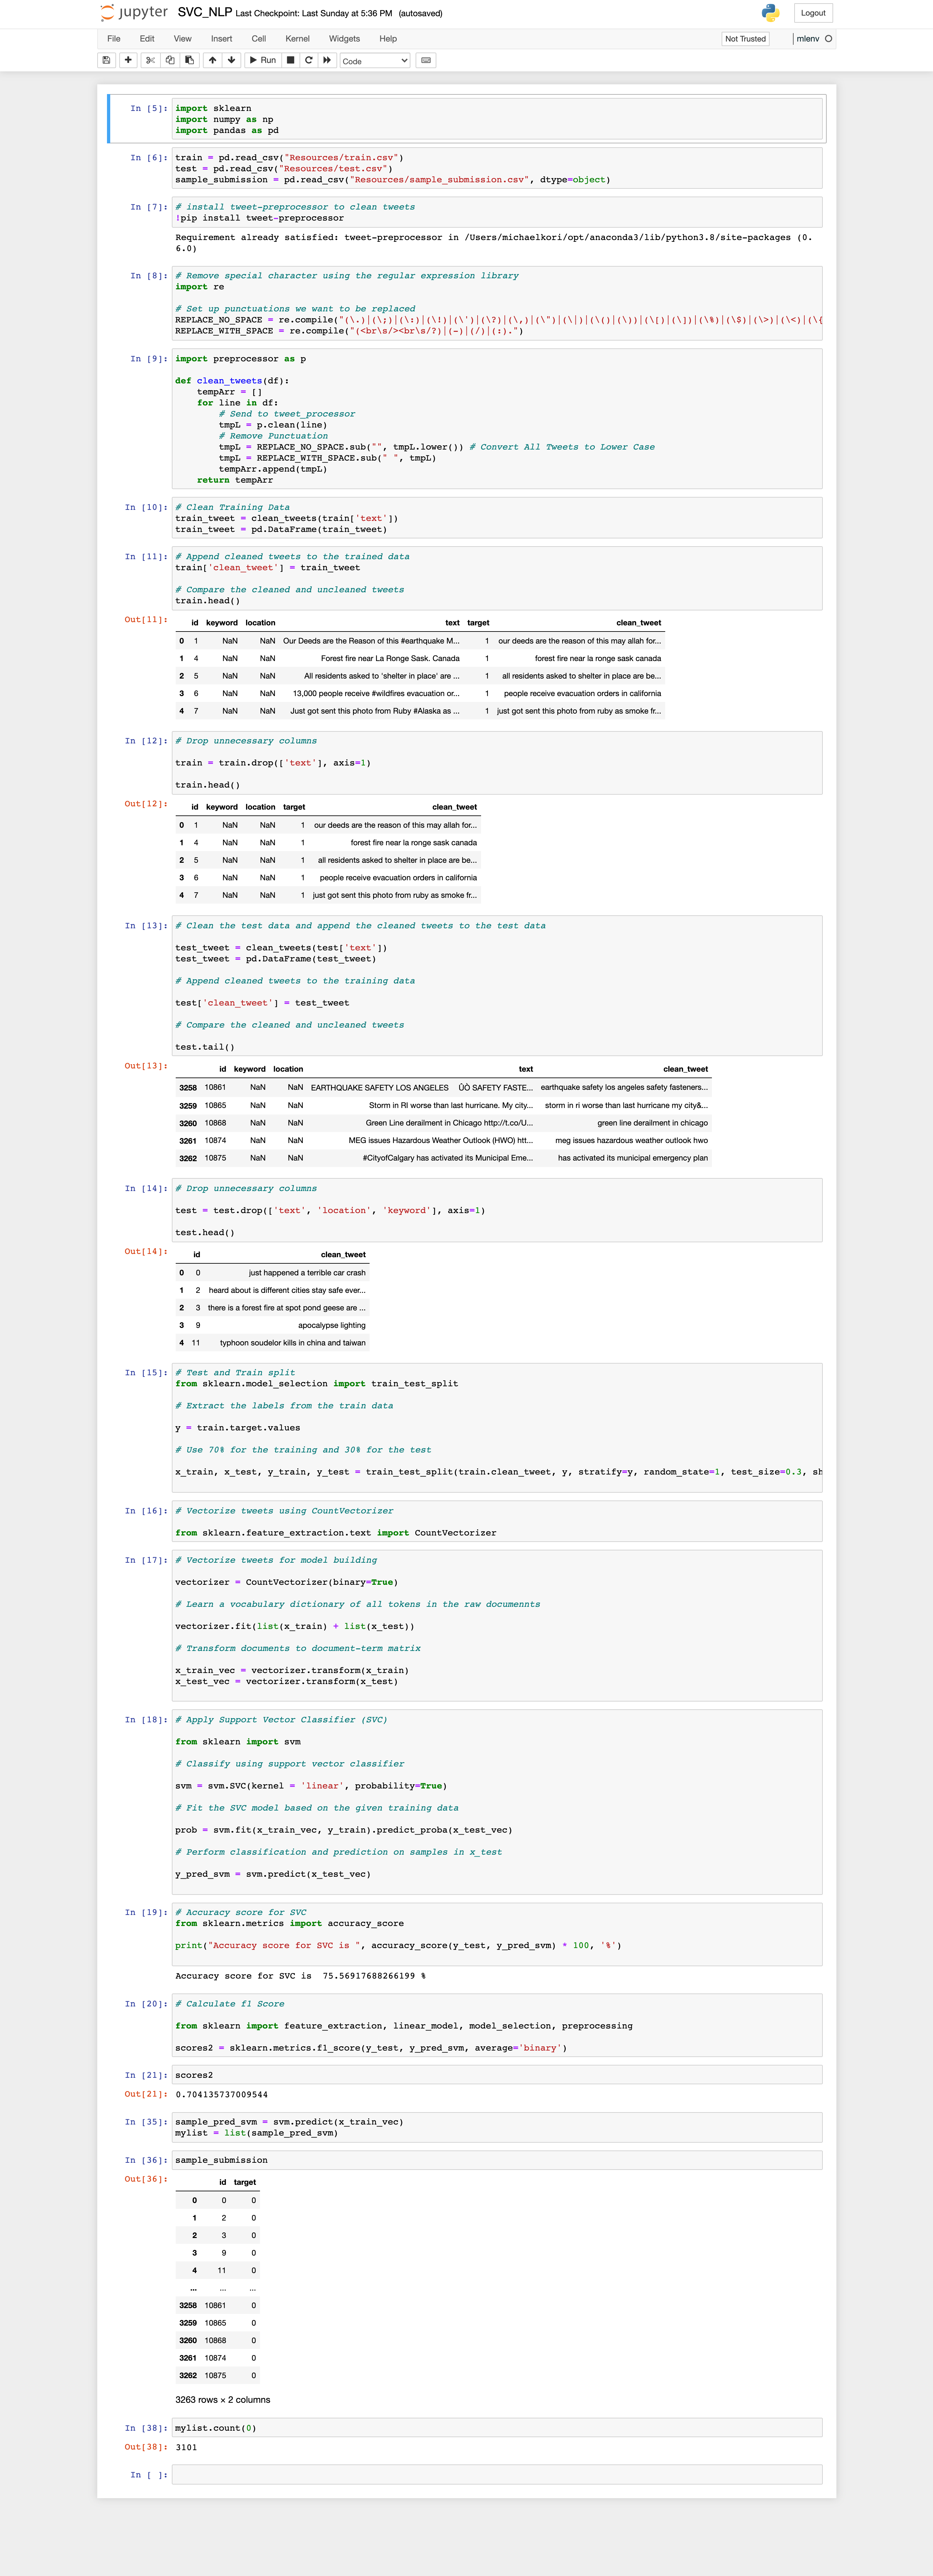 jupyter SVC_NLP Last Checkpoint: Last Sunday at 5:36 PM (autosaved)
Logout
File Edit View Insert Cell Kernel Widgets Help
Not Trusted
mlenv
Run
Code
In [5]: import sklearn
import numpy as np
import pandas as pd
In [6]: train = pd.read_csv("Resources/train.csv")
test = pd.read_csv("Resources/test.csv")
sample_submission = pd.read_csv("Resources/sample_submission.csv", dtype=object)
In [7]: # install tweet-preprocessor to clean tweets
!pip install tweet-preprocessor
Requirement already satisfied: tweet-preprocessor in /Users/michaelkori/opt/anaconda3/lib/python3.8/site-packages (0.
6.0)
In [8]: # Remove special character using the regular expression library
import re
# Set up punctuations we want to be replaced
REPLACE_NO_SPACE = re.compile("(\.)|(\;)|(\:)|(\!)|(\')|(\?)|(\,)|(\")|(\|)|(\()|(\))|(\[)|(\])|(\%)|(\$)|(\>)|(\<)|(\{
REPLACE_WITH_SPACE = re.compile("(<br\s/><br\s/?)|(-)|(/)|(:).")
In [9]: import preprocessor as p
def clean_tweets(df):
tempArr = []
for line in df:
# Send to tweet_processor
tmpL = p.clean(line)
# Remove Punctuation
tmpL = REPLACE_NO_SPACE.sub("", tmpL.lower()) # Convert All Tweets to Lower Case
tmpL = REPLACE_WITH_SPACE.sub(" ", tmpL)
tempArr.append(tmpL)
return tempArr
In [10]: # Clean Training Data
train_tweet = clean_tweets(train['text'])
train_tweet = pd.DataFrame(train_tweet)
In [11]: # Append cleaned tweets to the trained data
train['clean_tweet'] = train_tweet
# Compare the cleaned and uncleaned tweets
train.head()
Out[11]: id keyword location text target clean_tweet
0 1 NaN NaN Our Deeds are the Reason of this #earthquake M... 1 our deeds are the reason of this may allah for...
1 4 NaN NaN Forest fire near La Ronge Sask. Canada 1 forest fire near la ronge sask canada
2 5 NaN NaN All residents asked to 'shelter in place' are ... 1 all residents asked to shelter in place are be...
3 6 NaN NaN 13,000 people receive #wildfires evacuation or... 1 people receive evacuation orders in california
4 7 NaN NaN Just got sent this photo from Ruby #Alaska as ... 1 just got sent this photo from ruby as smoke fr...
In [12]: # Drop unnecessary columns
train = train.drop(['text'], axis=1)
train.head()
Out[12]: id keyword location target clean_tweet
0 1 NaN NaN 1 our deeds are the reason of this may allah for...
1 4 NaN NaN 1 forest fire near la ronge sask canada
2 5 NaN NaN 1 all residents asked to shelter in place are be...
3 6 NaN NaN 1 people receive evacuation orders in california
4 7 NaN NaN 1 just got sent this photo from ruby as smoke fr...
In [13]: # Clean the test data and append the cleaned tweets to the test data
test_tweet = clean_tweets(test['text'])
test_tweet = pd.DataFrame(test_tweet)
# Append cleaned tweets to the training data
test['clean_tweet'] = test_tweet
# Compare the cleaned and uncleaned tweets
test.tail()
Out[13]: id keyword location text clean_tweet
3258 10861 NaN NaN EARTHQUAKE SAFETY LOS ANGELES ÛÒ SAFETY FASTE... earthquake safety los angeles safety fasteners...
3259 10865 NaN NaN Storm in RI worse than last hurricane. My city... storm in ri worse than last hurricane my city&...
3260 10868 NaN NaN Green Line derailment in Chicago http://t.co/U... green line derailment in chicago
3261 10874 NaN NaN MEG issues Hazardous Weather Outlook (HWO) htt... meg issues hazardous weather outlook hwo
3262 10875 NaN NaN #CityofCalgary has activated its Municipal Eme... has activated its municipal emergency plan
In [14]: # Drop unnecessary columns
test = test.drop(['text', 'location', 'keyword'], axis=1)
test.head()
Out[14]: id clean_tweet
0 0 just happened a terrible car crash
1 2 heard about is different cities stay safe ever...
2 3 there is a forest fire at spot pond geese are ...
3 9 apocalypse lighting
4 11 typhoon soudelor kills in china and taiwan
In [15]: # Test and Train split
from sklearn.model_selection import train_test_split
# Extract the labels from the train data
y = train.target.values
# Use 70% for the training and 30% for the test
x_train, x_test, y_train, y_test = train_test_split(train.clean_tweet, y, stratify=y, random_state=1, test_size=0.3, sh
In [16]: # Vectorize tweets using CountVectorizer
from sklearn.feature_extraction.text import CountVectorizer
In [17]: # Vectorize tweets for model building
vectorizer = CountVectorizer(binary=True)
# Learn a vocabulary dictionary of all tokens in the raw documennts
vectorizer.fit(list(x_train) + list(x_test))
# Transform documents to document-term matrix
x_train_vec = vectorizer.transform(x_train)
x_test_vec = vectorizer.transform(x_test)
In [18]: # Apply Support Vector Classifier (SVC)
from sklearn import svm
# Classify using support vector classifier
svm = svm.SVC(kernel = 'linear', probability=True)
# Fit the SVC model based on the given training data
prob = svm.fit(x_train_vec, y_train).predict_proba(x_test_vec)
# Perform classification and prediction on samples in x_test
y_pred_svm = svm.predict(x_test_vec)
In [19]: # Accuracy score for SVC
from sklearn.metrics import accuracy_score
print("Accuracy score for SVC is ", accuracy_score(y_test, y_pred_svm) * 100, '%')
Accuracy score for SVC is  75.56917688266199 %
In [20]: # Calculate f1 Score
from sklearn import feature_extraction, linear_model, model_selection, preprocessing
scores2 = sklearn.metrics.f1_score(y_test, y_pred_svm, average='binary')
In [21]: scores2
Out[21]: 0.704135737009544
In [35]: sample_pred_svm = svm.predict(x_train_vec)
mylist = list(sample_pred_svm)
In [36]: sample_submission
Out[36]: id target
0 0 0
1 2 0
2 3 0
3 9 0
4 11 0
... ... ...
3258 10861 0
3259 10865 0
3260 10868 0
3261 10874 0
3262 10875 0
3263 rows × 2 columns
In [38]: mylist.count(0)
Out[38]: 3101
In [ ]: